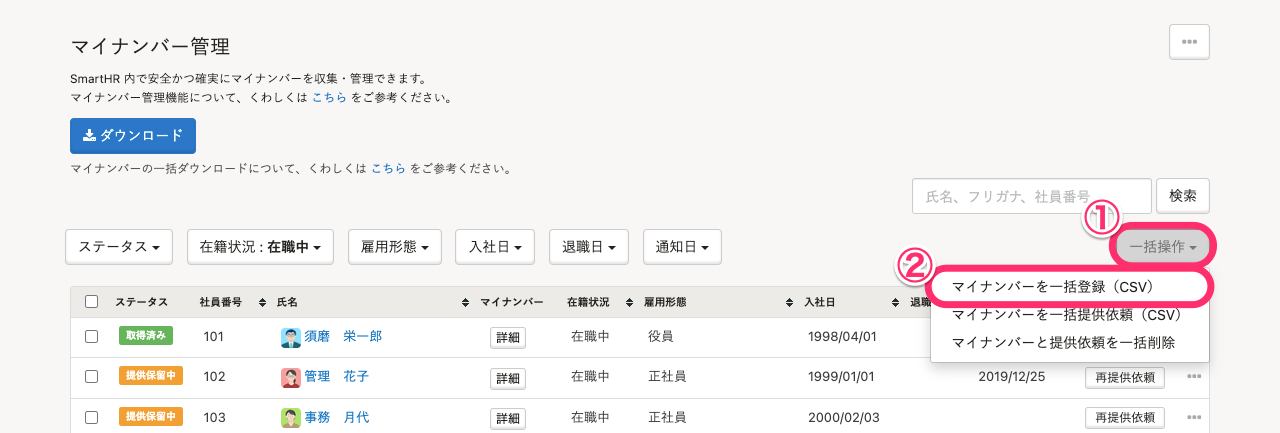 マイナンバー管理
•••
SmartHR 内で安全かつ確実にマイナンバーを収集・管理できます。
マイナンバー管理機能について、くわしくは こちら をご参考ください。
ダウンロード
マイナンバーの一括ダウンロードについて、くわしくは こちら をご参考ください。
氏名、フリガナ、社員番号 検索
①
ステータス 在籍状況 : 在職中 雇用形態 入社日 退職日 通知日 一括操作
②
マイナンバーを一括登録（CSV）
マイナンバーを一括提供依頼（CSV）
マイナンバーと提供依頼を一括削除
ステータス 社員番号 氏名 マイナンバー 在籍状況 雇用形態 入社日 退職
取得済み 101 須磨 栄一郎 詳細 在職中 役員 1998/04/01
提供保留中 102 管理 花子 詳細 在職中 正社員 1999/01/01 2019/12/25 再提供依頼 •••
提供保留中 103 事務 月代 詳細 在職中 正社員 2000/02/03 再提供依頼 •••